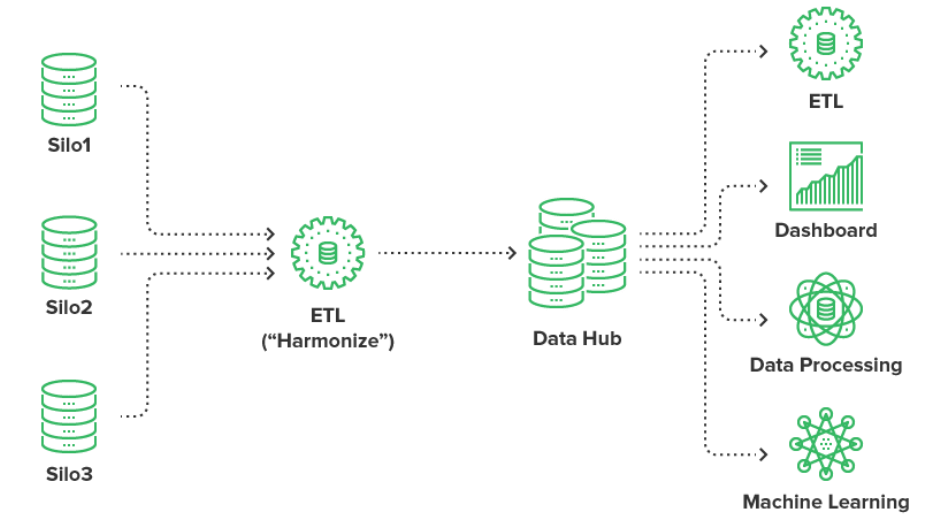 Silo1
Silo2
Silo3
ETL
(“Harmonize”)
Data Hub
ETL
Dashboard
Data Processing
Machine Learning